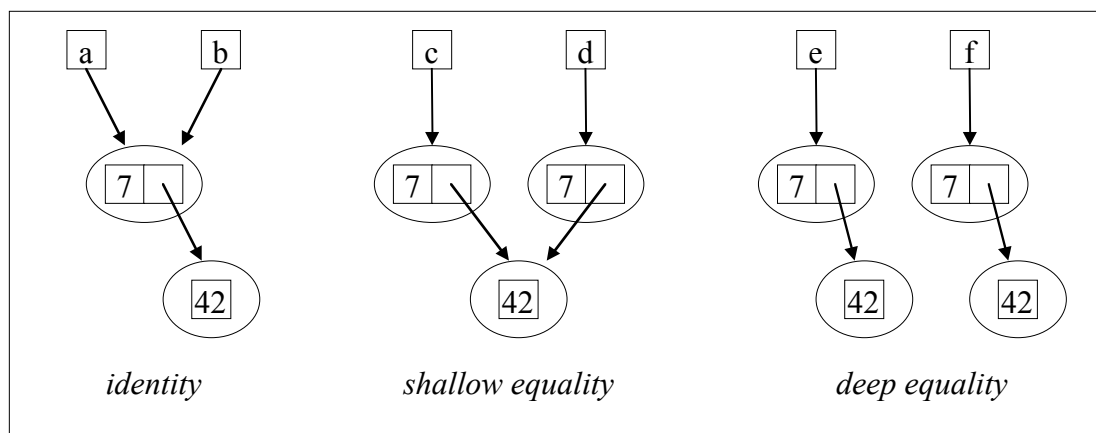 a b c d e f
7 7 7 7 7
42 42 42 42
identity shallow equality deep equality